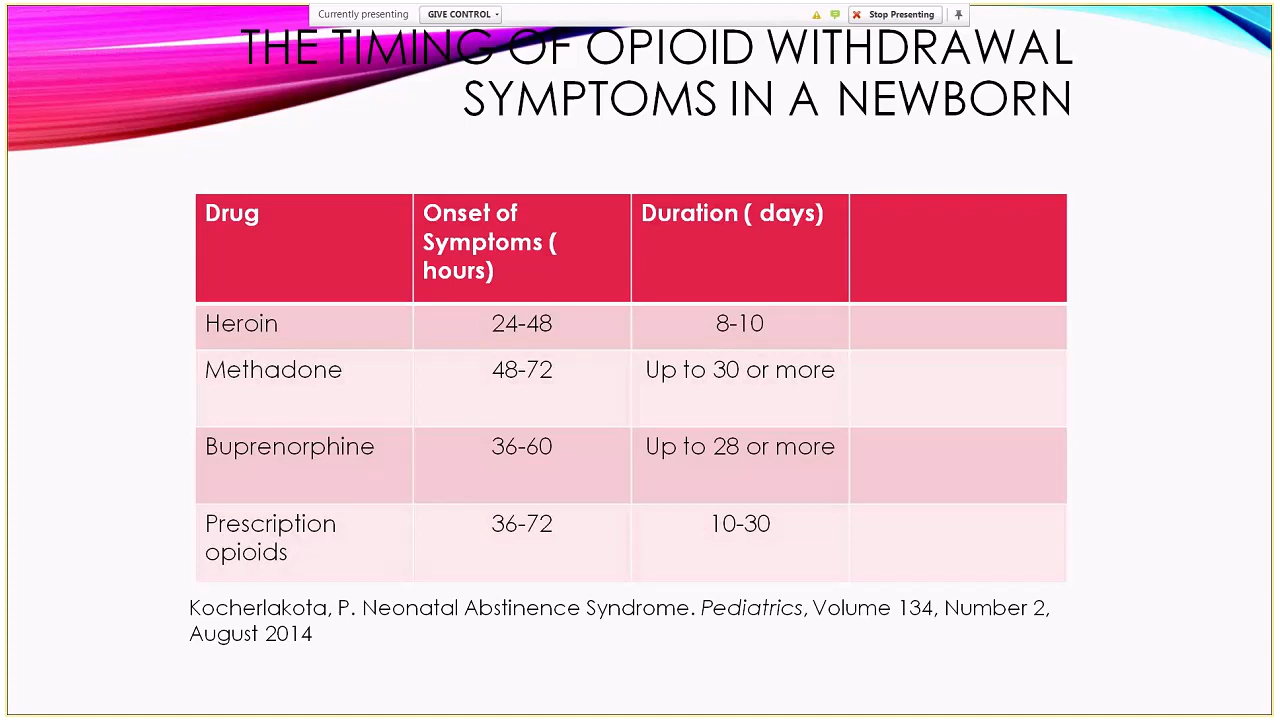 Currently presenting GIVE CONTROL Stop Presenting
THE TIMING OF OPIOID WITHDRAWAL
SYMPTOMS IN A NEWBORN
Drug
Onset of
Symptoms (
hours)
Duration ( days)
Heroin 24-48 8-10
Methadone 48-72 Up to 30 or more
Buprenorphine 36-60 Up to 28 or more
Prescription
opioids
36-72 10-30
Kocherlakota, P. Neonatal Abstinence Syndrome. Pediatrics, Volume 134, Number 2,
August 2014